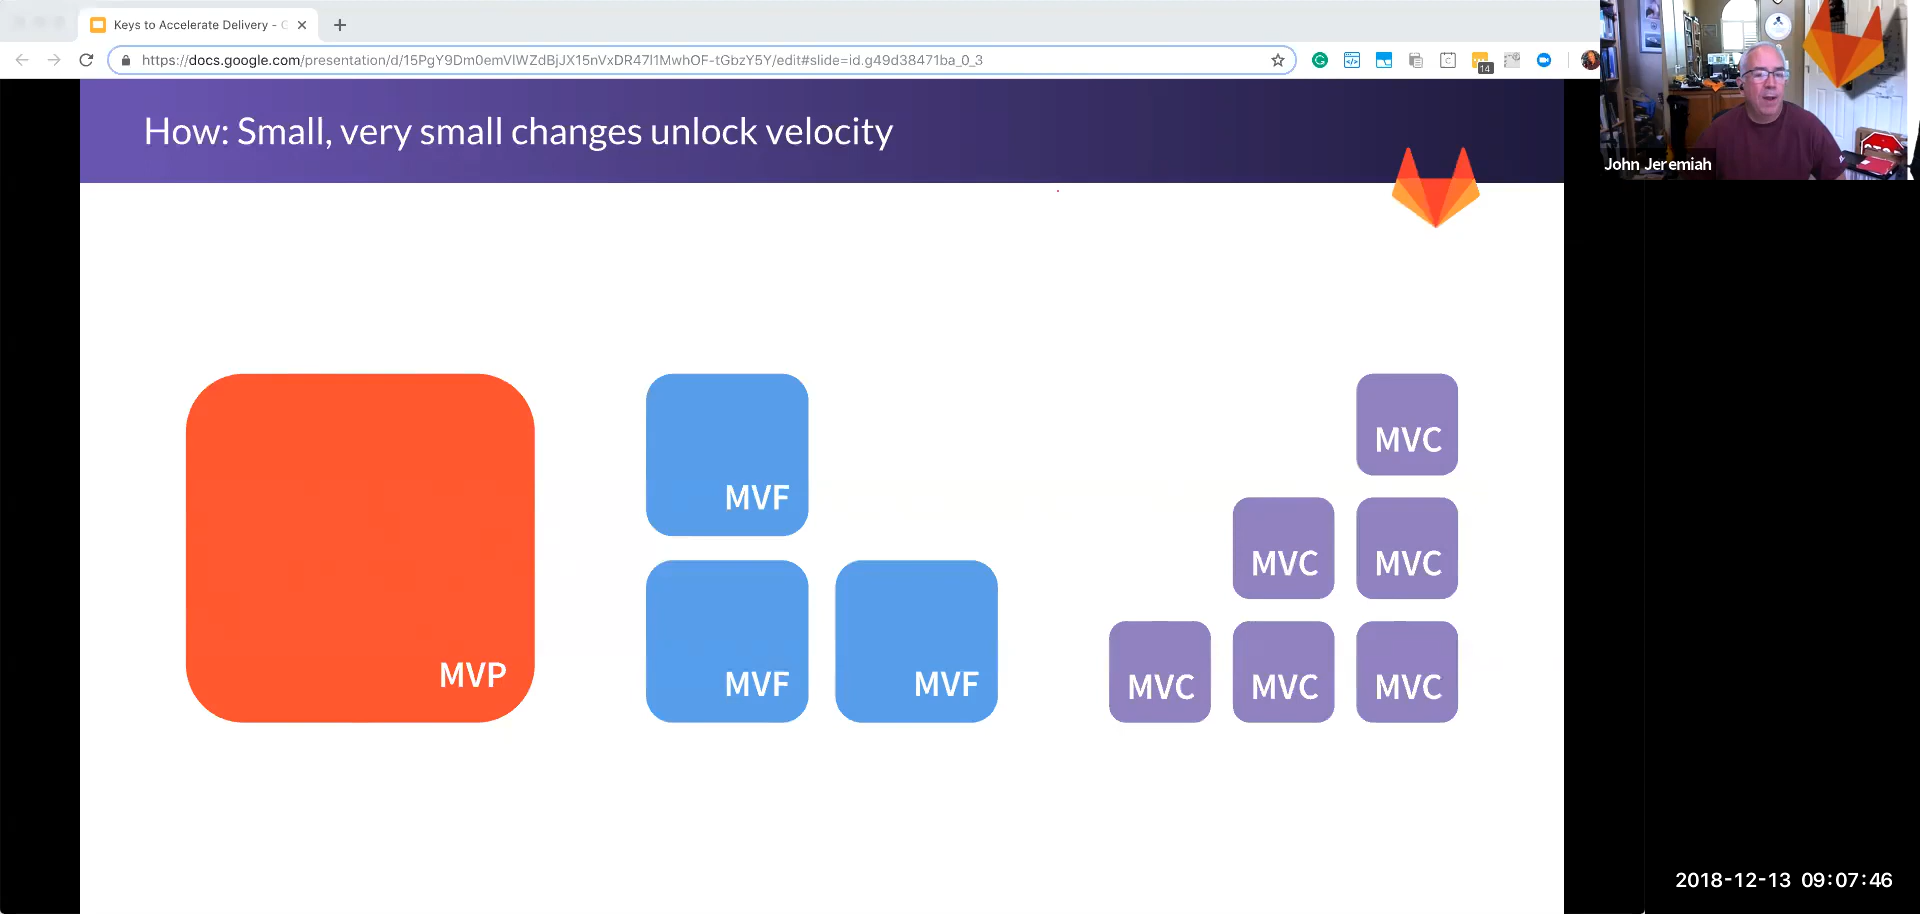 Keys to Accelerate Delivery -
https://docs.google.com/presentation/d/15PgY9Dm0emVlWZdBjJX15nVxDR47l1MwhOF-tGbzY5Y/edit#slide=id.g49d38471ba_0_3
14
How: Small, very small changes unlock velocity
John Jeremiah
STOP
MVP
MVF
MVF
MVF
MVC
MVC
MVC
MVC
MVC
MVC
2018-12-13 09:07:46